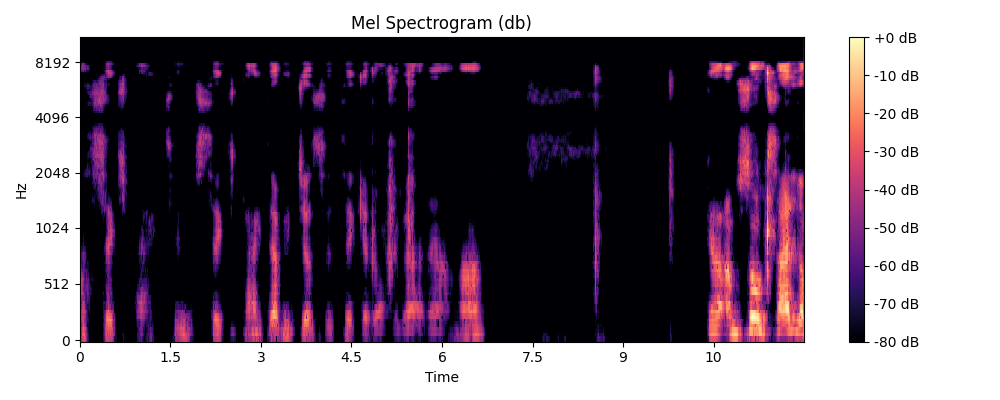 Mel Spectrogram (db)
+0 dB
8192
-10 dB
4096
-20 dB
-30 dB
2048
Hz
-40 dB
1024
-50 dB
512
-60 dB
-70 dB
0
-80 dB
0 1.5 3 4.5 6 7.5 9 10
Time